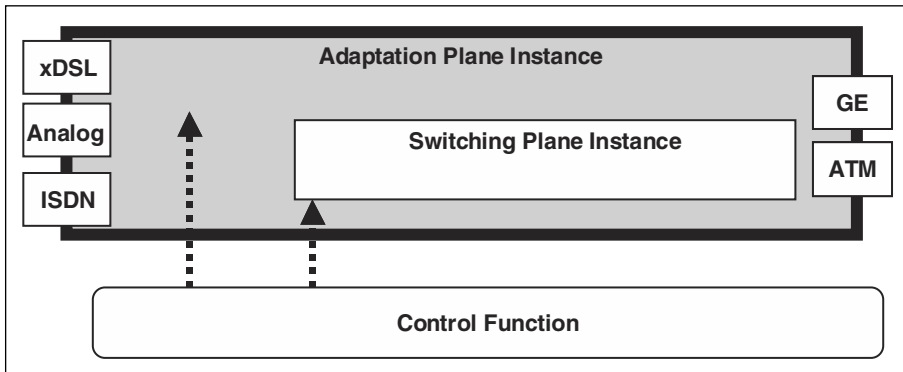 Adaptation Plane Instance
xDSL
Analog
ISDN
Switching Plane Instance
GE
ATM
Control Function